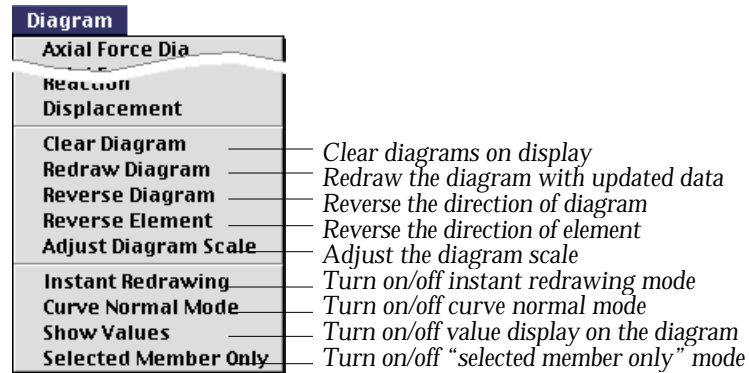 Diagram
Axial Force Dia
Reaction
Displacement
Clear Diagram Clear diagrams on display
Redraw Diagram Redraw the diagram with updated data
Reverse Diagram Reverse the direction of diagram
Reverse Element Reverse the direction of element
Adjust Diagram Scale Adjust the diagram scale
Instant Redrawing Turn on/off instant redrawing mode
Curve Normal Mode Turn on/off curve normal mode
Show Values Turn on/off value display on the diagram
Selected Member Only Turn on/off “selected member only” mode